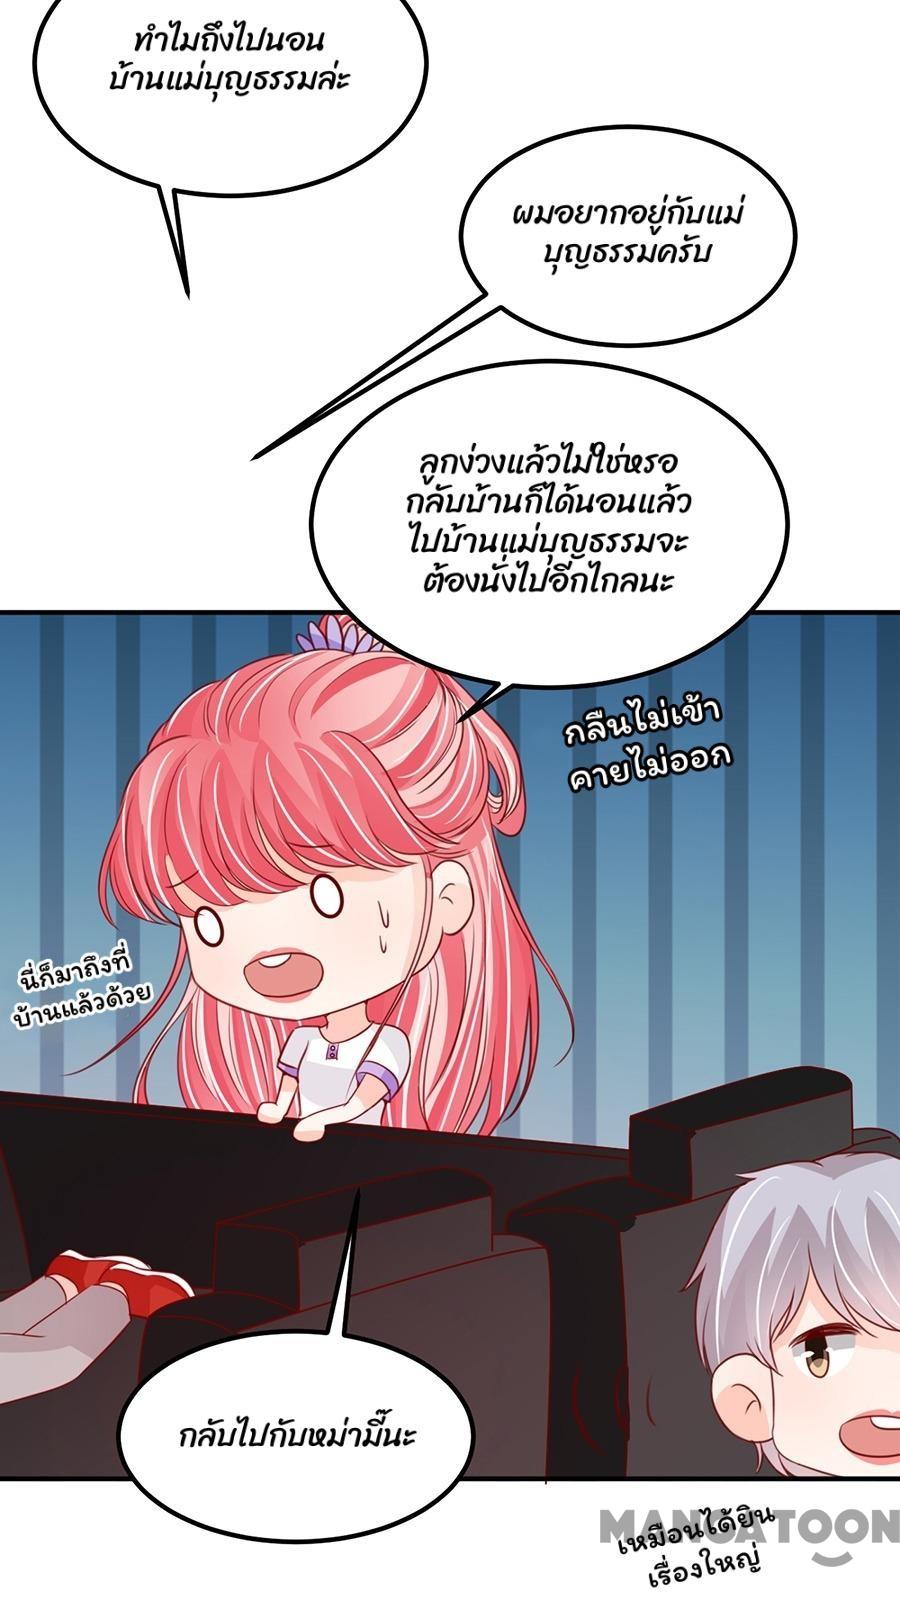 ทำไมถึงไปนอน
บ้านแม่บุญธรรมล่ะ
ผมอยากอยู่กับแม่
บุญธรรมครับ
ลูกง่วงแล้วไม่ใช่หรอ
กลับบ้านก็ได้นอนแล้ว
ไปบ้านแม่บุญธรรมจะ
ต้องนั่งไปอีกไกลนะ
กลืนไม่เข้า
คายไม่ออก
นี่ก็มาถึงที่
บ้านแล้วด้วย
กลับไปกับหม่ามี๊นะ
MANGATOON
เหมือนได้ยิน
เรื่องใหญ่